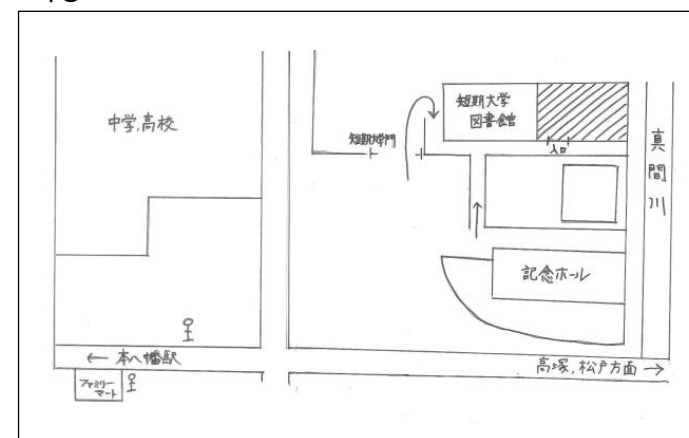 中学,高校
短期大学
図書館
短期大学門
入口
真間川
記念ホール
← 本八幡駅
高塚,松戸方面 →
ファミリー
マート